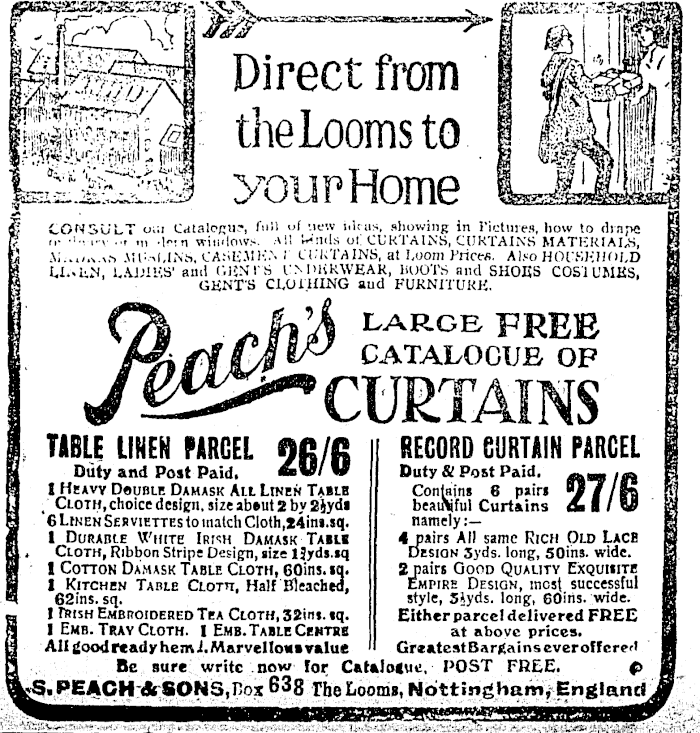 Direct from
the Looms to
your Home
CONSULT our Catalogue, full of new ideas, showing in Pictures, how to drape
windows. All kinds of CURTAINS, CURTAINS MATERIALS,
MADRAS MUSLINS, CASEMENT CURTAINS, at Loom Prices. Also HOUSEHOLD
LINEN, LADIES' and GENT'S UNDERWEAR, BOOTS and SHOES COSTUMES,
GENT'S CLOTHING and FURNITURE.
Peach's LARGE FREE
CATALOGUE OF
CURTAINS
TABLE LINEN PARCEL 26/6
Duty and Post Paid.
1 HEAVY DOUBLE DAMASK ALL LINEN TABLE
CLOTH, choice design, size about 2 by 2½yds
6 LINEN SERVIETTES to match Cloth, 24ins. sq.
1 DURABLE WHITE IRISH DAMASK TABLE
CLOTH, Ribbon Stripe Design, size 1¾yds. sq
1 COTTON DAMASK TABLE CLOTH, 60ins. sq.
1 KITCHEN TABLE CLOTH, Half Bleached,
62ins. sq.
1 IRISH EMBROIDERED TEA CLOTH, 32ins. sq.
1 EMB. TRAY CLOTH. 1 EMB. TABLE CENTRE
All good ready hem'd. Marvellous value
RECORD CURTAIN PARCEL
Duty & Post Paid.
Contains 6 pairs
beautiful Curtains
namely:—
27/6
4 pairs All same RICH OLD LACE
DESIGN 3yds. long, 50ins. wide.
2 pairs GOOD QUALITY EXQUISITE
EMPIRE DESIGN, most successful
style, 3½yds. long, 60ins. wide.
Either parcel delivered FREE
at above prices.
Greatest Bargains ever offered
Be sure write now for Catalogue, POST FREE.
S. PEACH & SONS, Box 638 The Looms, Nottingham, England